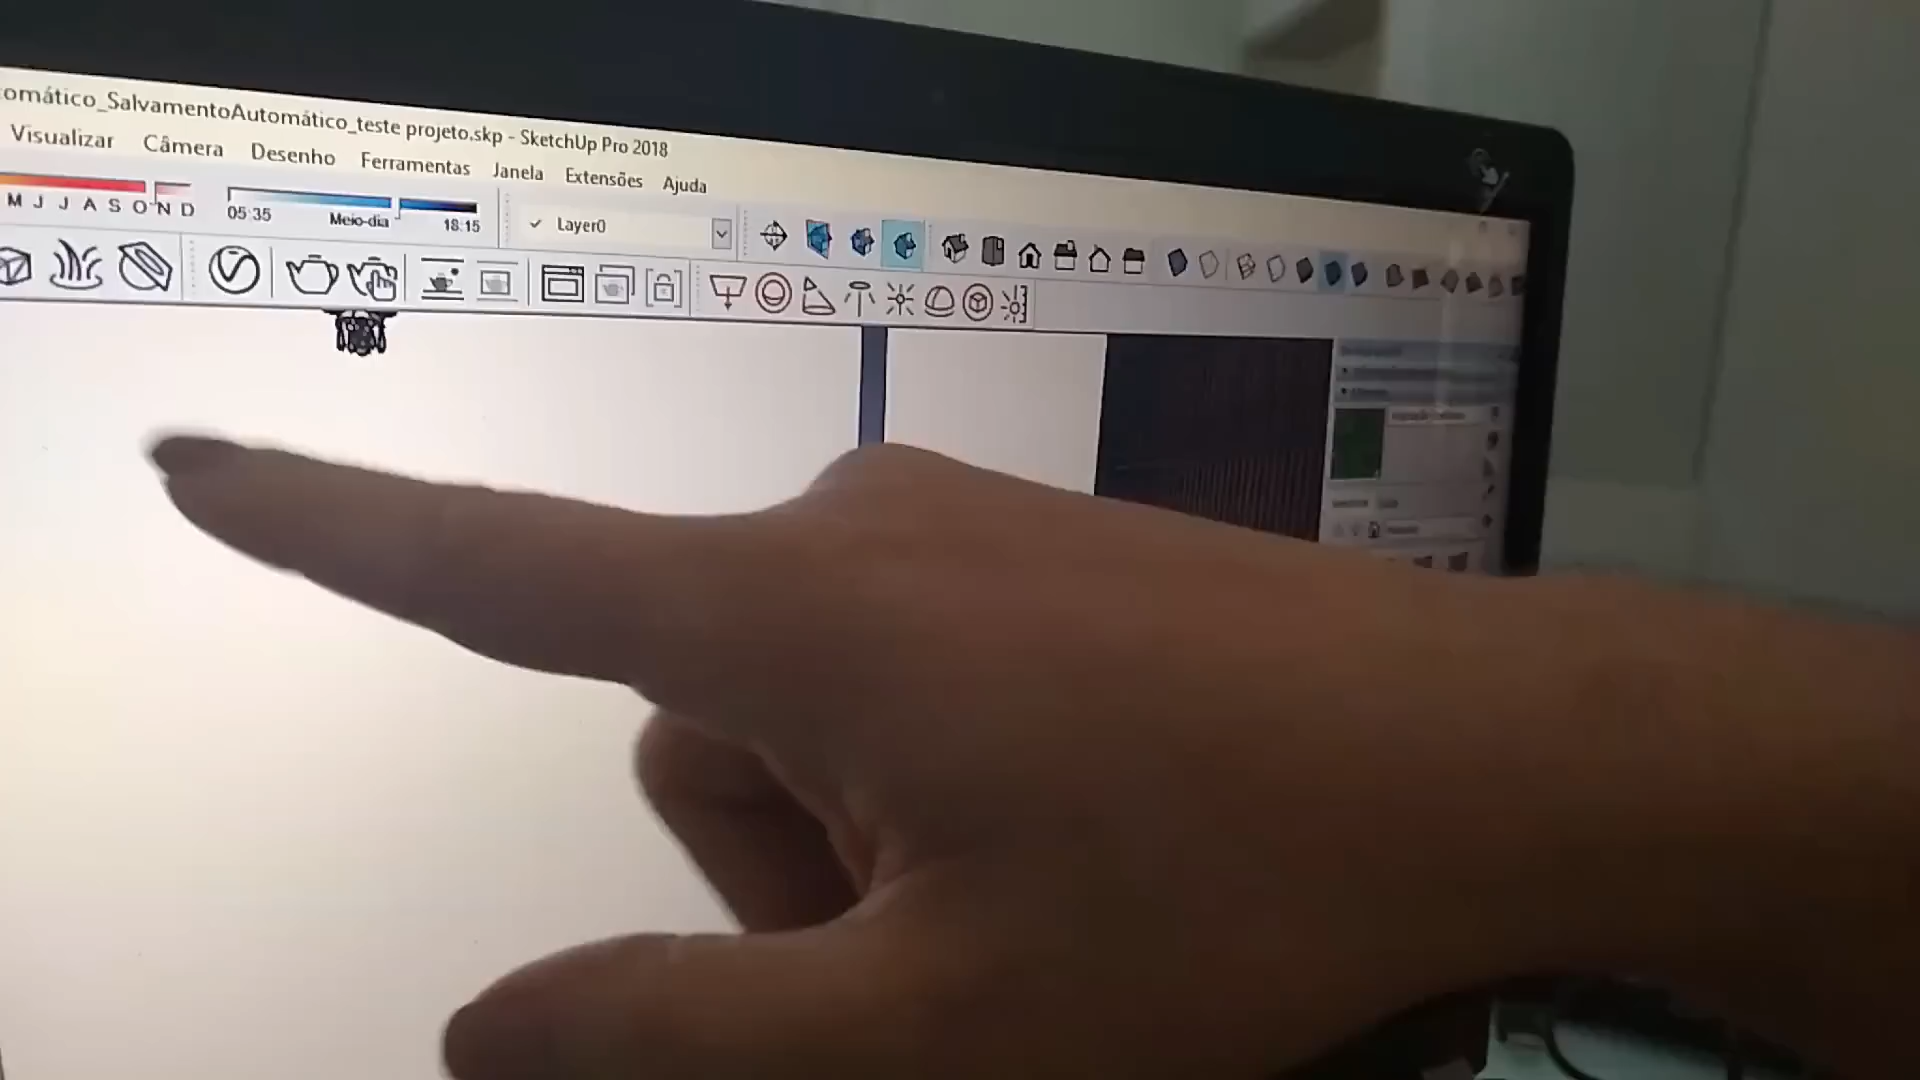 omático_SalvamentoAutomático_teste projeto.skp - SketchUp Pro 2018
Visualizar Câmera Desenho Ferramentas Janela Extensões Ajuda
M J J A S O N D 05:35 Meio-dia 18:15 Layer0